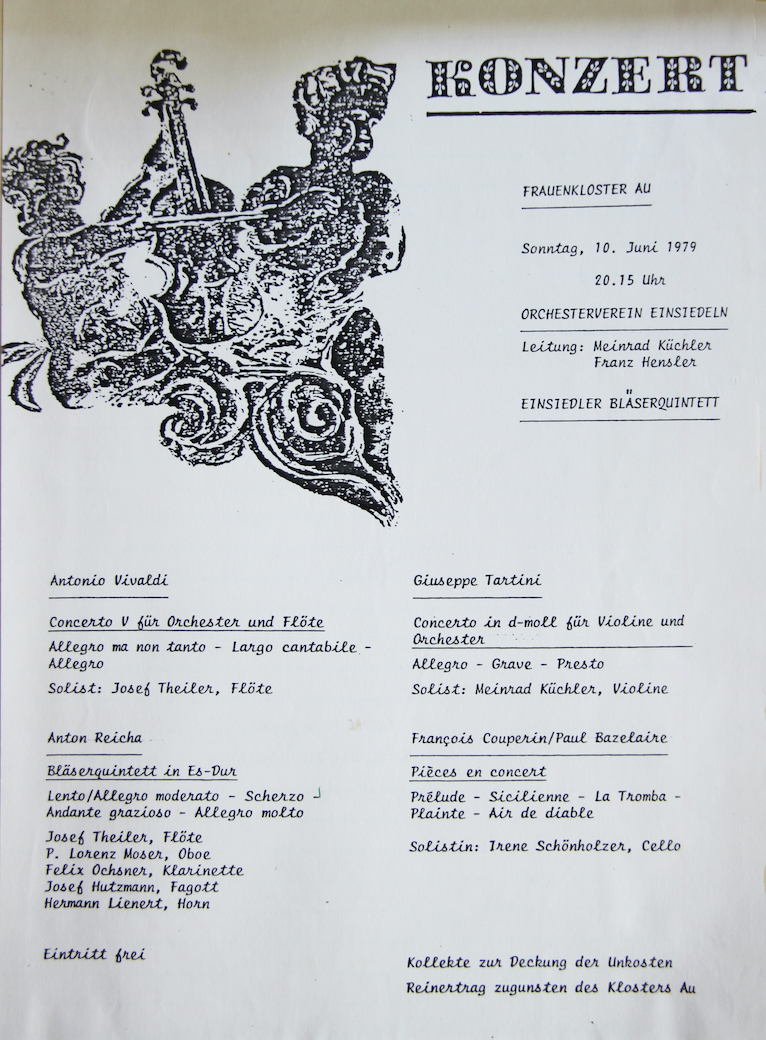 KONZERT
FRAUENKLOSTER AU
Sonntag, 10. Juni 1979
20.15 Uhr
ORCHESTERVEREIN EINSIEDELN
Leitung: Meinrad Küchler
Franz Hensler
EINSIEDLER BLÄSERQUINTETT
Antonio Vivaldi
Concerto V für Orchester und Flöte
Allegro ma non tanto - Largo cantabile -
Allegro
Solist: Josef Theiler, Flöte
Anton Reicha
Bläserquintett in Es-Dur
Lento/Allegro moderato - Scherzo
Andante grazioso - Allegro molto
Josef Theiler, Flöte
P. Lorenz Moser, Oboe
Felix Ochsner, Klarinette
Josef Hutzmann, Fagott
Hermann Lienert, Horn
Eintritt frei
Giuseppe Tartini
Concerto in d-moll für Violine und
Orchester
Allegro - Grave - Presto
Solist: Meinrad Küchler, Violine
François Couperin/Paul Bazelaire
Pièces en concert
Prélude - Sicilienne - La Tromba -
Plainte - Air de diable
Solistin: Irene Schönholzer, Cello
Kollekte zur Deckung der Unkosten
Reinertrag zugunsten des Klosters Au